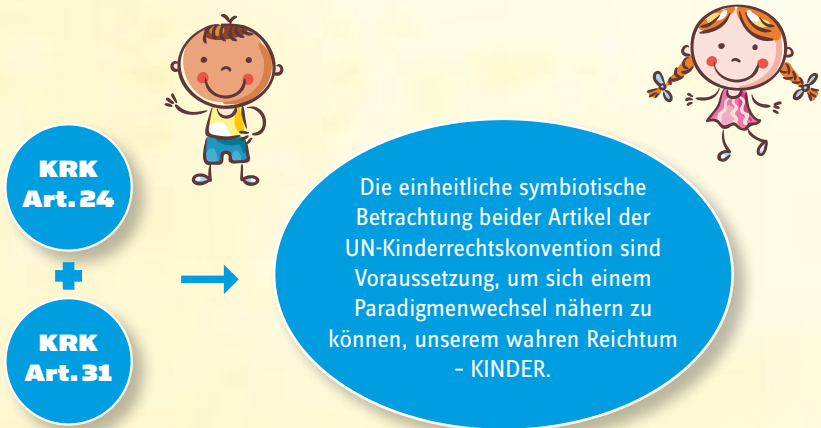 KRK
Art. 24
KRK
Art. 31
Die einheitliche symbiotische
Betrachtung beider Artikel der
UN-Kinderrechtskonvention sind
Voraussetzung, um sich einem
Paradigmenwechsel nähern zu
können, unserem wahren Reichtum
– KINDER.